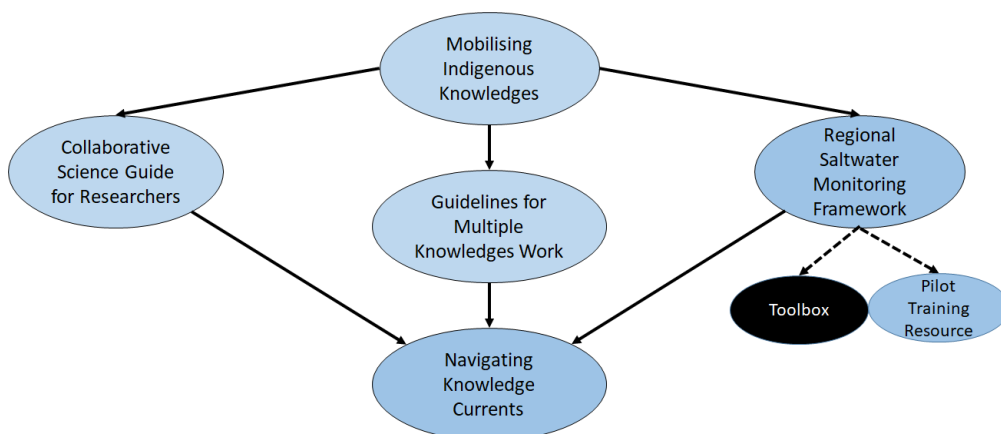 Mobilising
Indigenous
Knowledges
Collaborative
Science Guide
for Researchers
Regional
Saltwater
Monitoring
Framework
Guidelines for
Multiple
Knowledges Work
Toolbox
Pilot
Training
Resource
Navigating
Knowledge
Currents